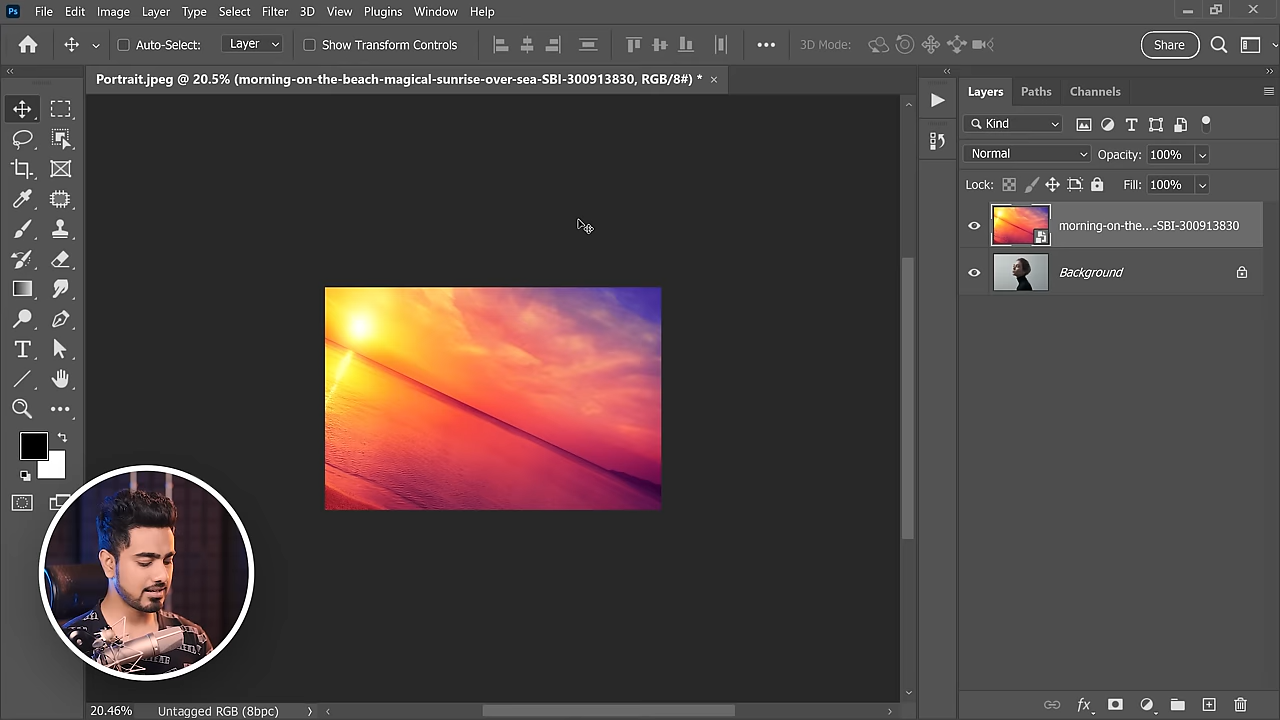 Ps File Edit Image Layer Type Select Filter 3D View Plugins Window Help
Auto-Select: Layer Show Transform Controls 3D Mode: Share
Portrait.jpeg @ 20.5% (morning-on-the-beach-magical-sunrise-over-sea-SBI-300913830, RGB/8#) *
Layers Paths Channels
Kind
Normal Opacity: 100%
Lock: Fill: 100%
morning-on-the...-SBI-300913830
Background
20.46% Untagged RGB (8bpc)